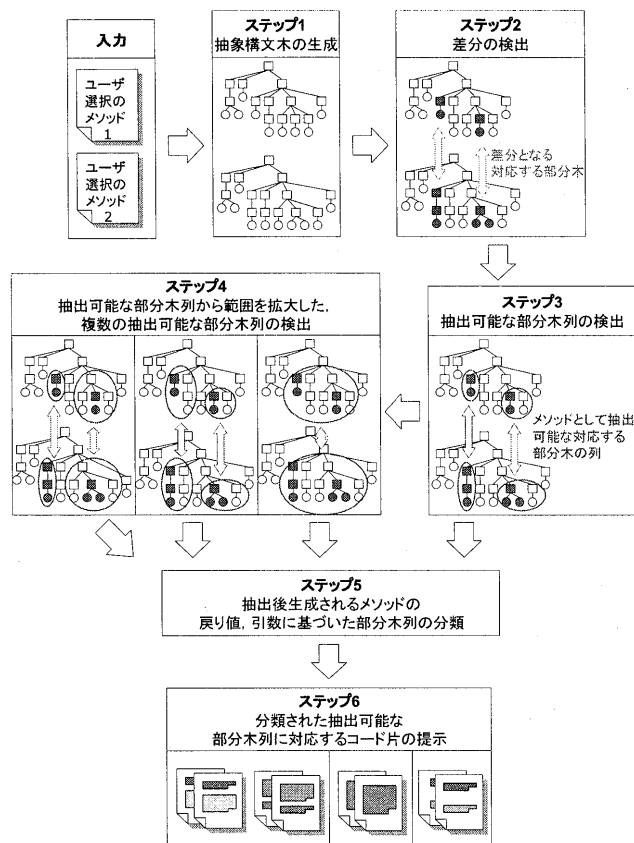 入力
ユーザ
選択の
メソッド
1
ユーザ
選択の
メソッド
2
ステップ1
抽象構文木の生成
ステップ2
差分の検出
差分となる
対応する部分木
ステップ3
抽出可能な部分木列の検出
メソッドとして抽出
可能な対応する
部分木の列
ステップ4
抽出可能な部分木列から範囲を拡大した,
複数の抽出可能な部分木列の検出
ステップ5
抽出後生成されるメソッドの
戻り値, 引数に基づいた部分木列の分類
ステップ6
分類された抽出可能な
部分木列に対応するコード片の提示